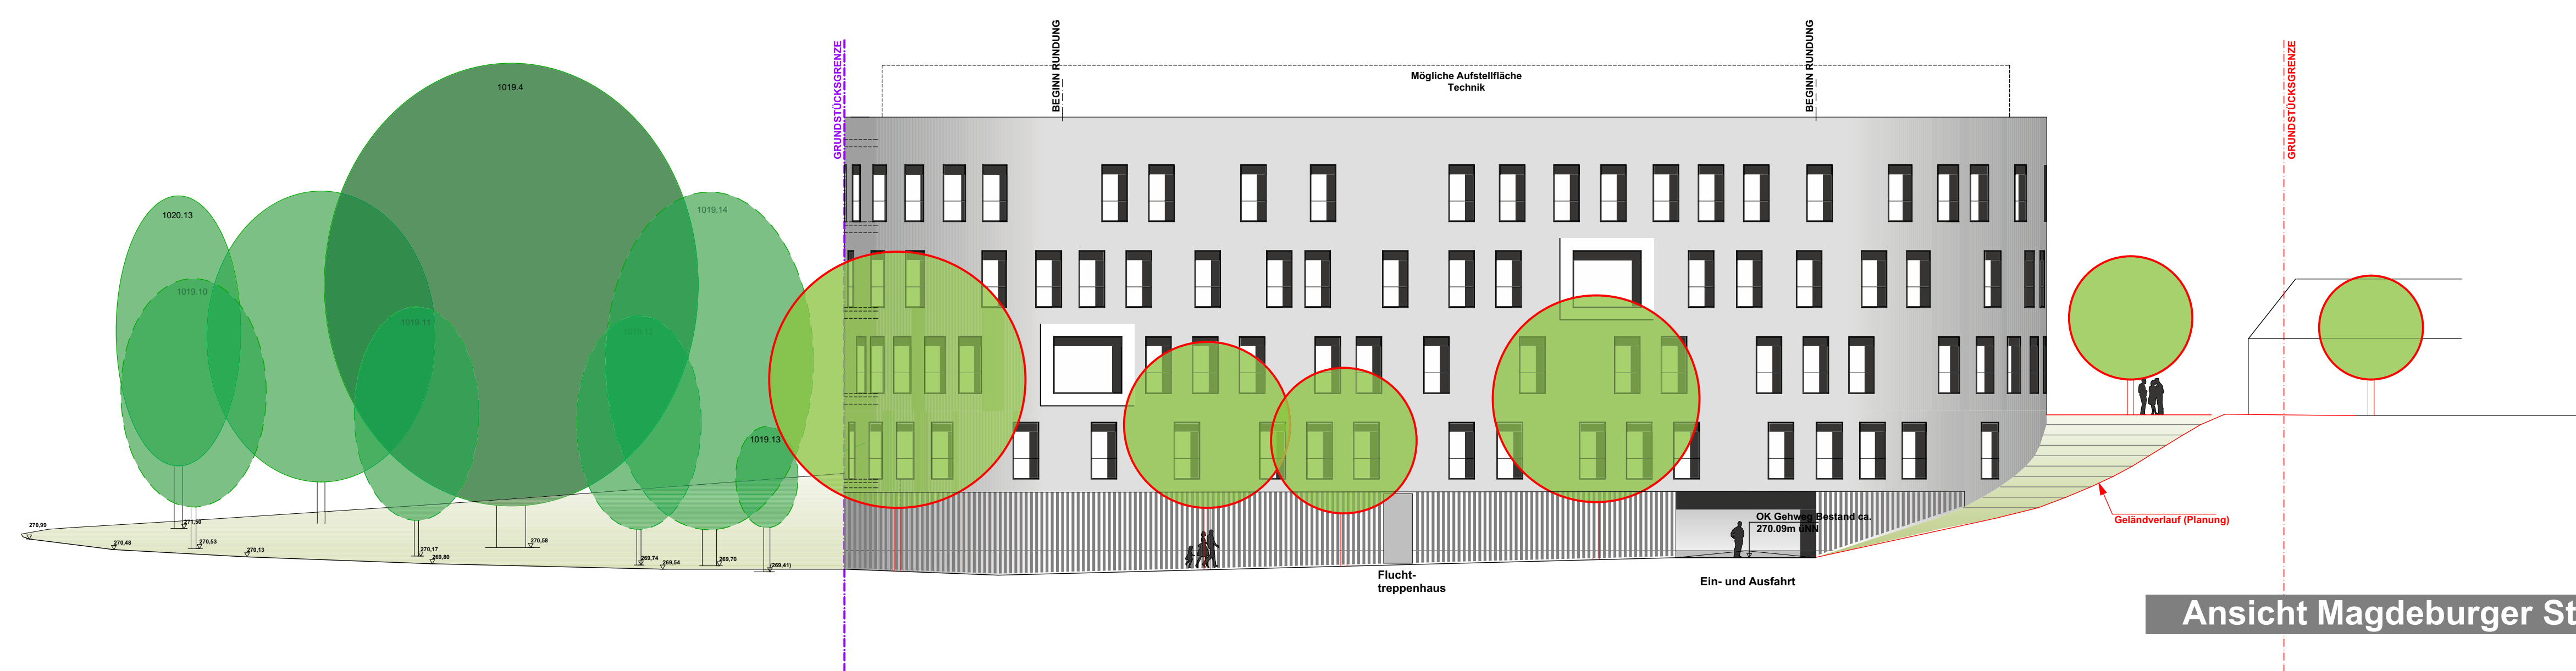 GRUNDSTÜCKSGRENZE
BEGINN RUNDUNG
BEGINN RUNDUNG
GRUNDSTÜCKSGRENZE
Mögliche Aufstellfläche
Technik
1019.4
1020.13
1019.14
1019.10
1019.11
1019.12
1019.13
270,99
270,48
271,50
270,53
270,13
270,17
269,80
270,58
269,74
269,54
269,70
269,41)
OK Gehweg Bestand ca.
270.09m üNN
Geländverlauf (Planung)
Flucht-
treppenhaus
Ein- und Ausfahrt
Ansicht Magdeburger St